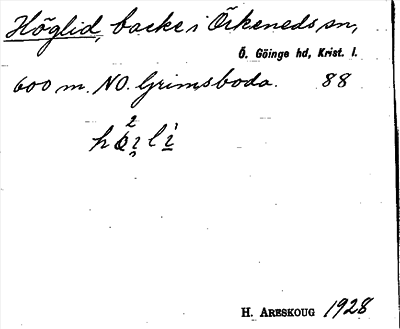 Höglid, backe i Örkeneds sn,
Ö. Göinge hd, Krist. l.
600 m. NO. Grimsboda. 88
H. ARESKOUG 1928